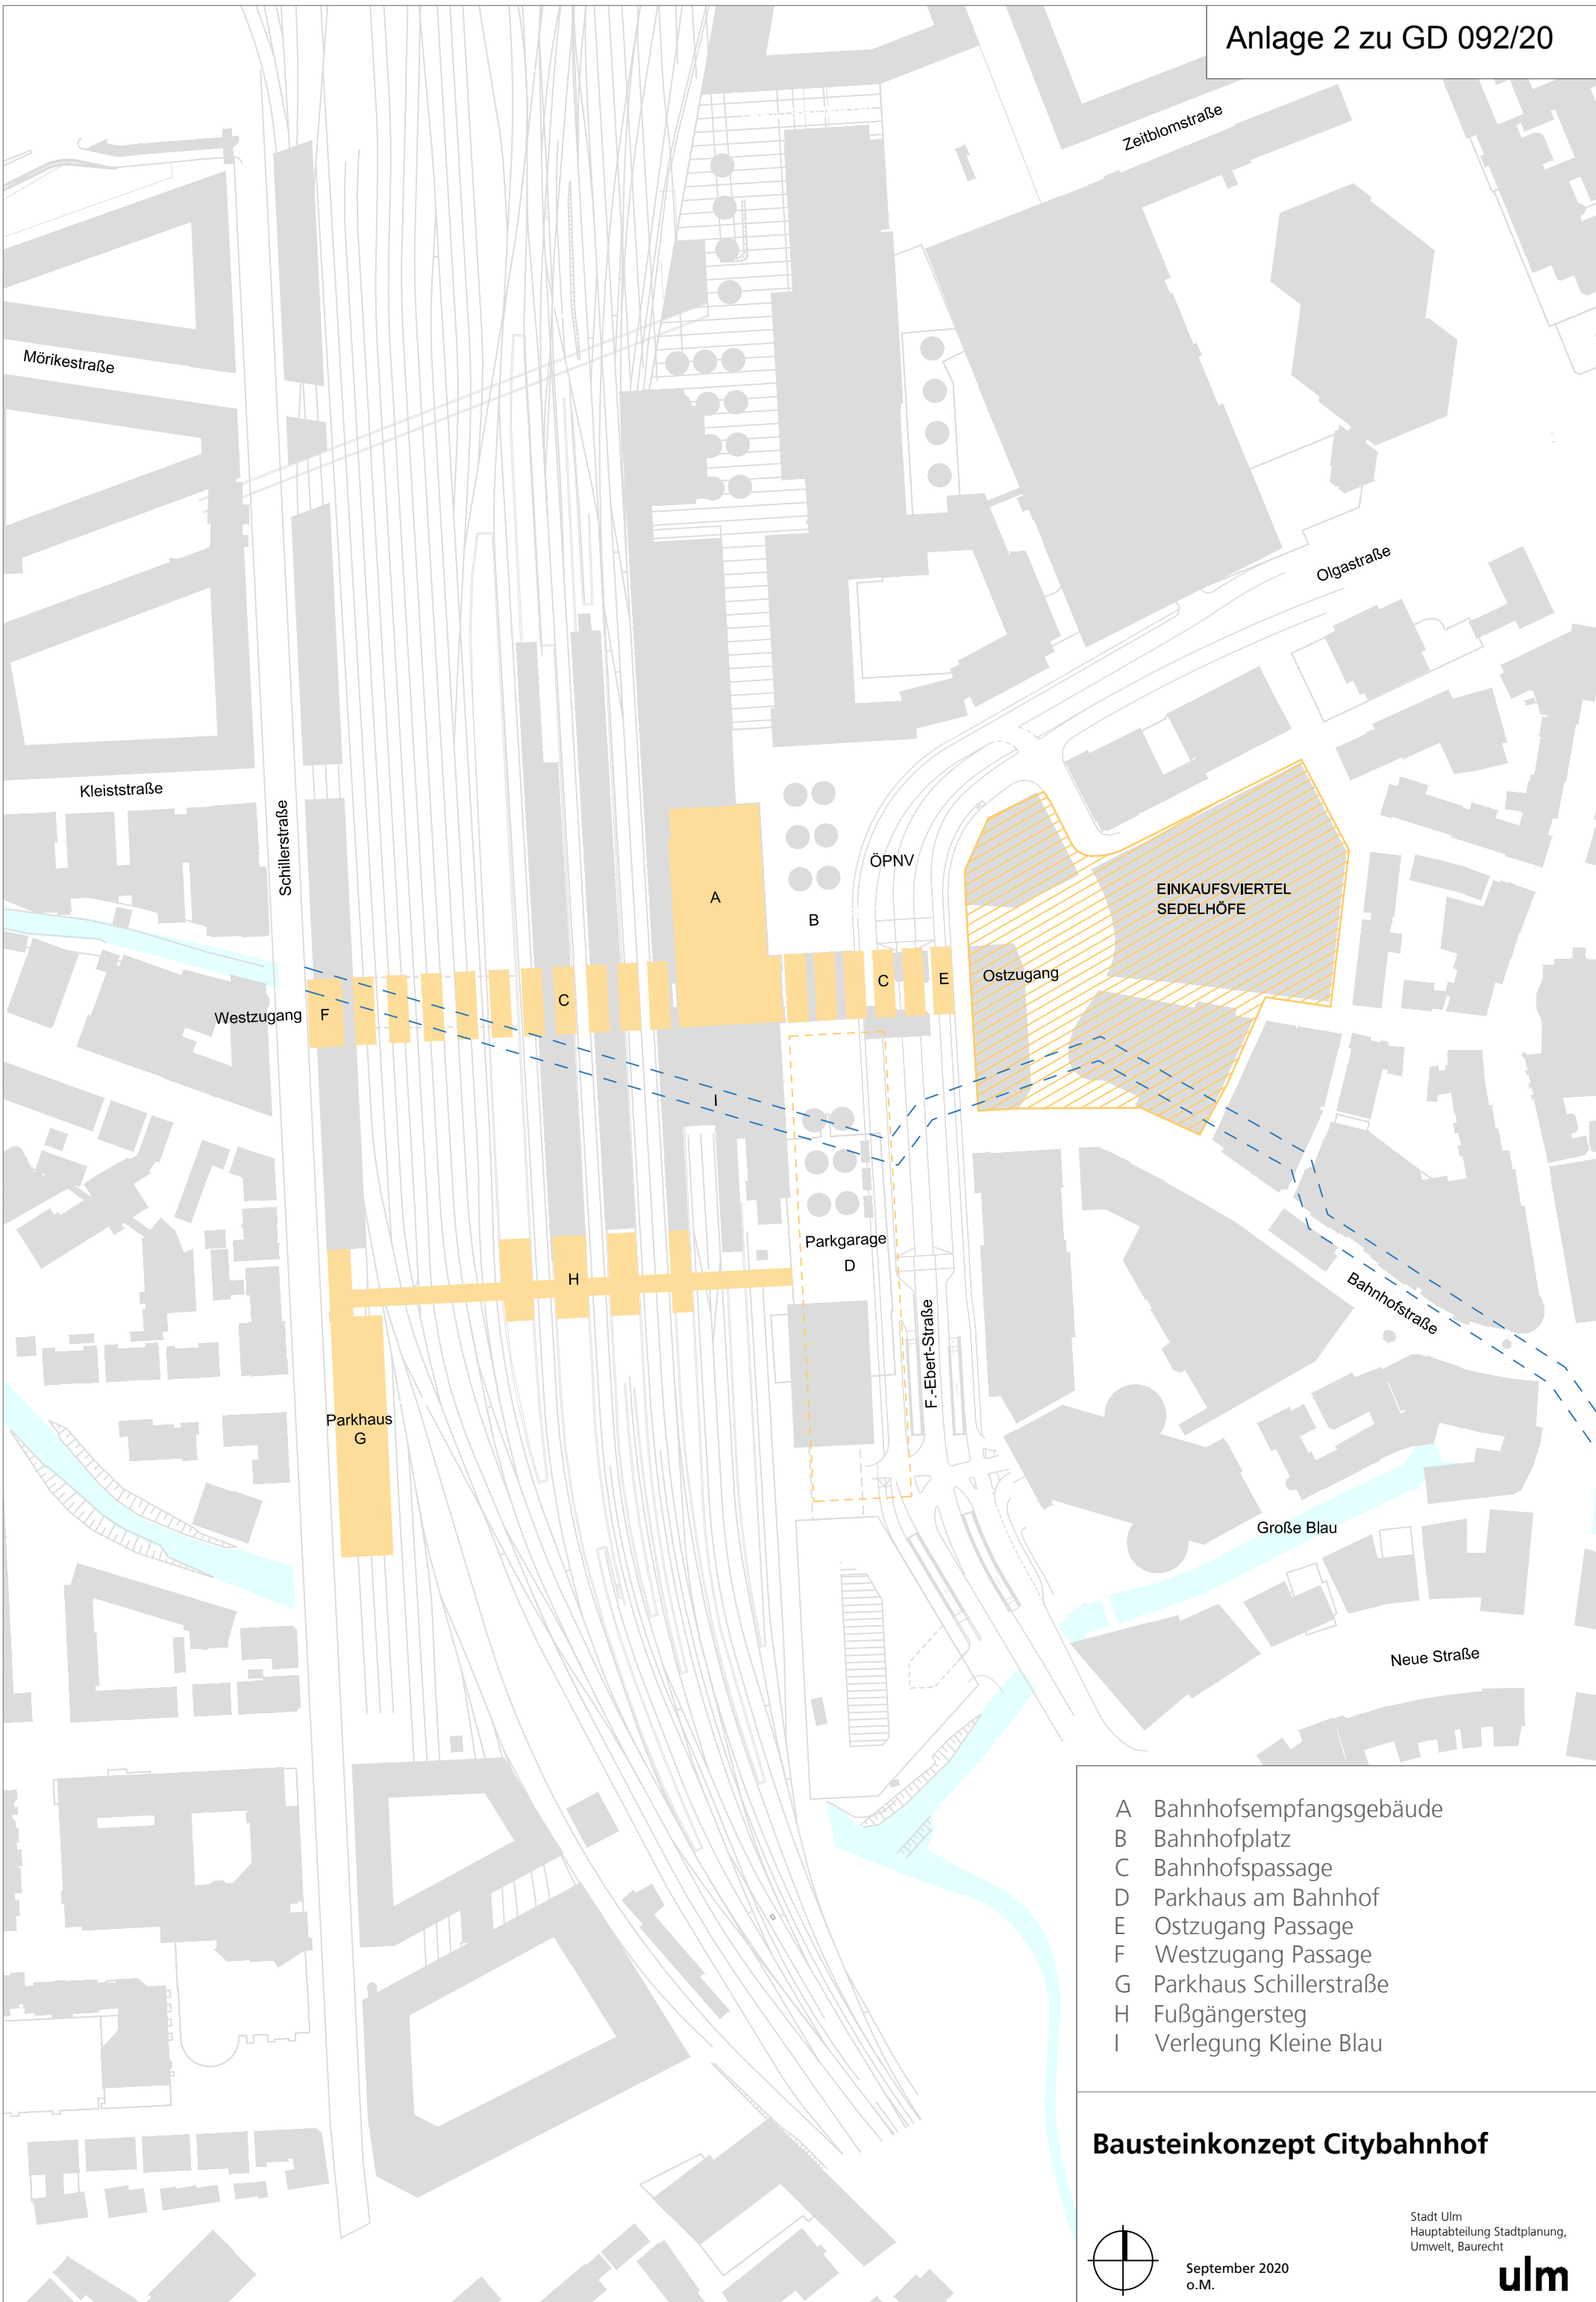 Anlage 2 zu GD 092/20
Zeitblomstraße
Mörikestraße
Olgastraße
Kleiststraße
Schillerstraße
ÖPNV
EINKAUFSVIERTEL
SEDELHÖFE
A
B
C
C
E
Ostzugang
Westzugang
F
I
Parkgarage
D
H
Bahnhofstraße
F.-Ebert-Straße
Parkhaus
G
Große Blau
Neue Straße
A Bahnhofsempfangsgebäude
B Bahnhofplatz
C Bahnhofspassage
D Parkhaus am Bahnhof
E Ostzugang Passage
F Westzugang Passage
G Parkhaus Schillerstraße
H Fußgängersteg
I Verlegung Kleine Blau
Bausteinkonzept Citybahnhof
September 2020
o.M.
Stadt Ulm
Hauptabteilung Stadtplanung,
Umwelt, Baurecht
ulm